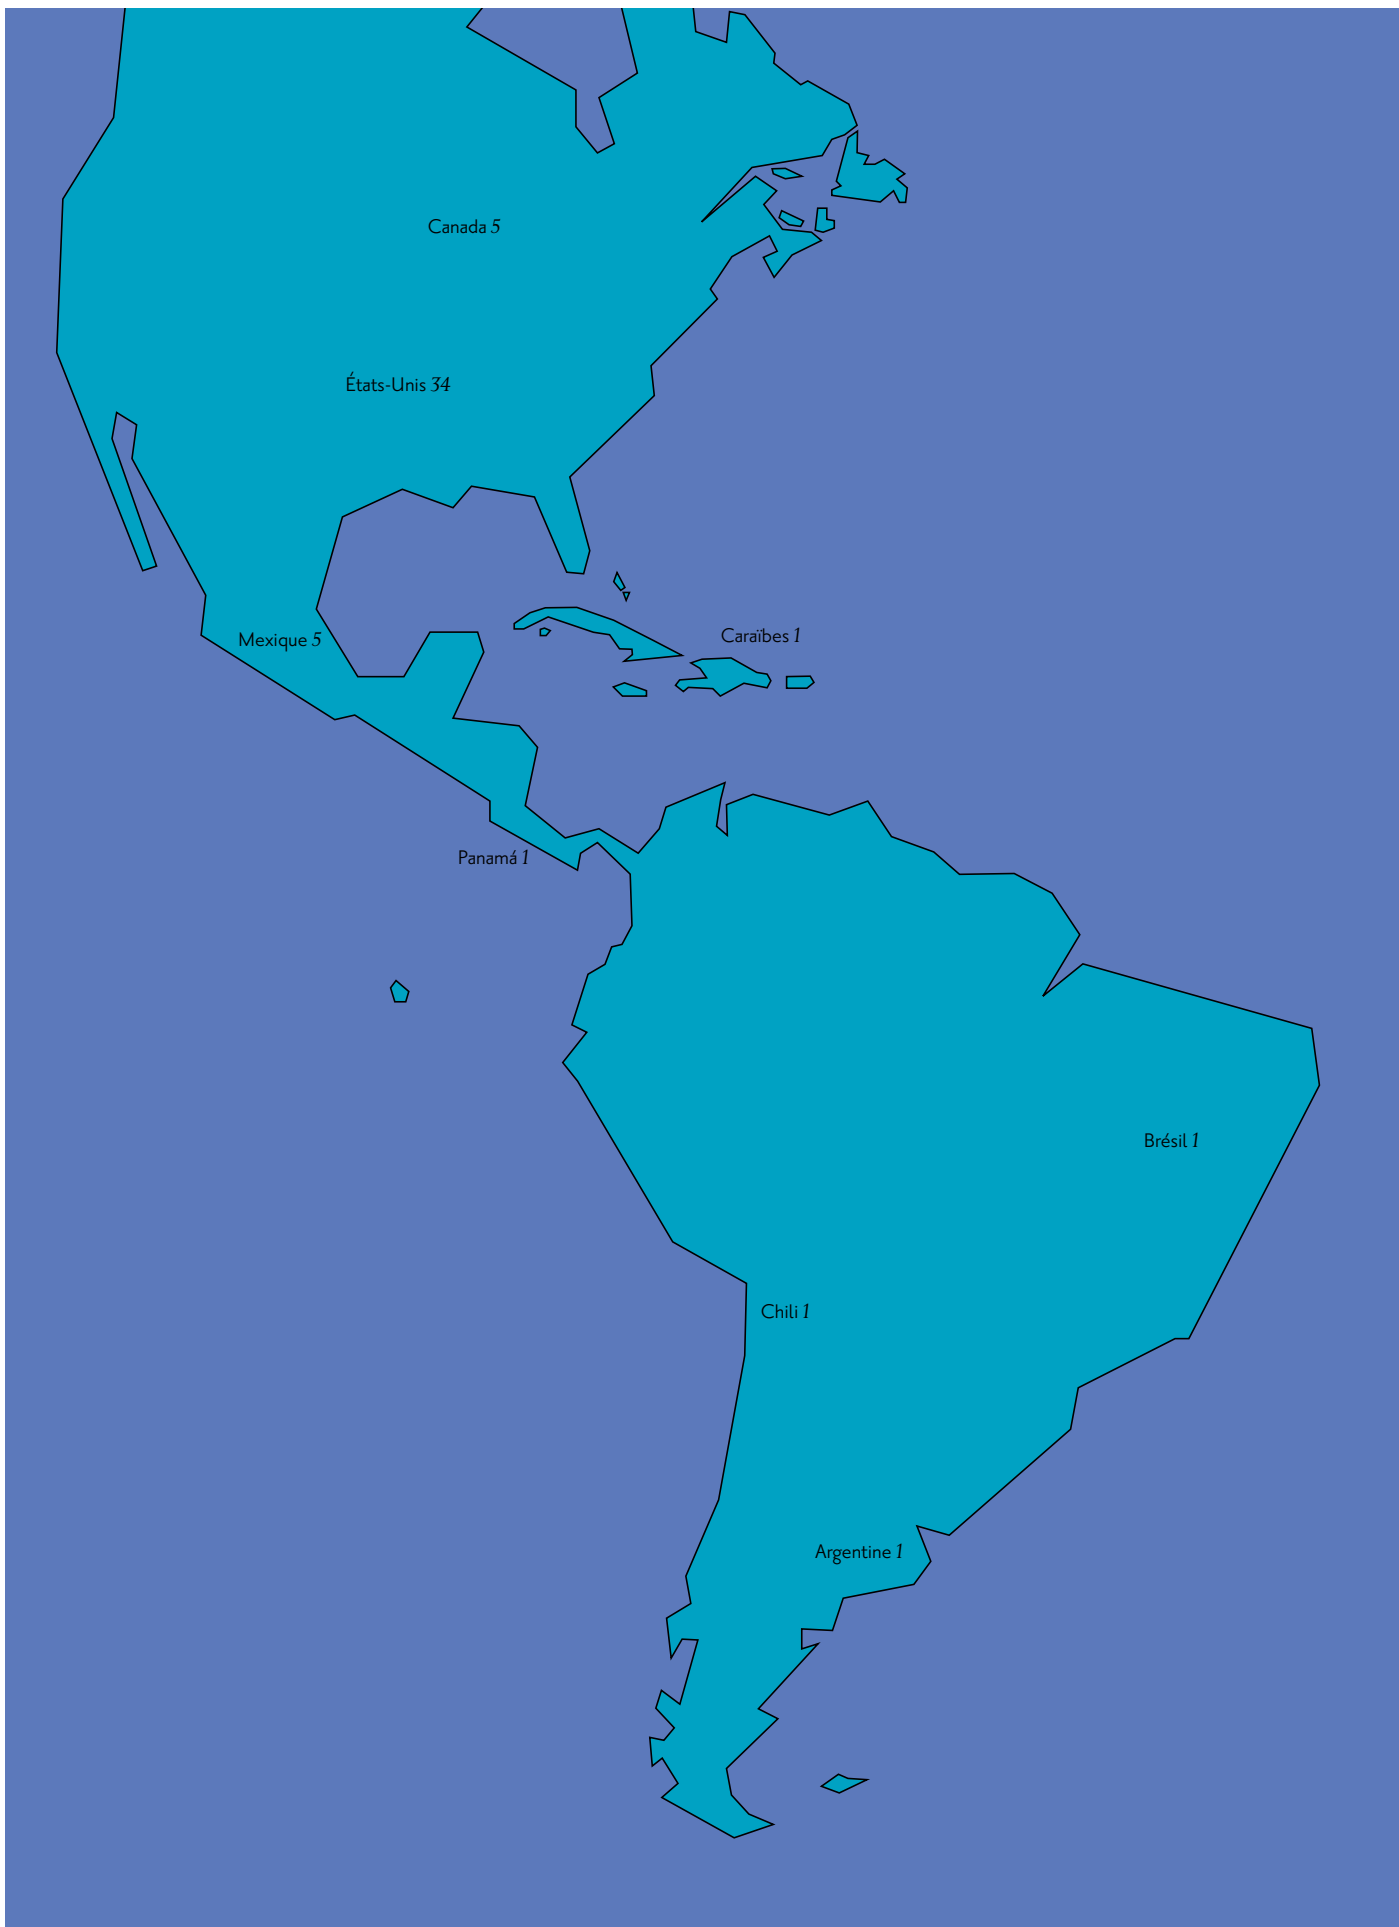 Canada 5
États-Unis 34
Caraïbes 1
Mexique 5
Panamá 1
Brésil 1
Chili 1
Argentine 1